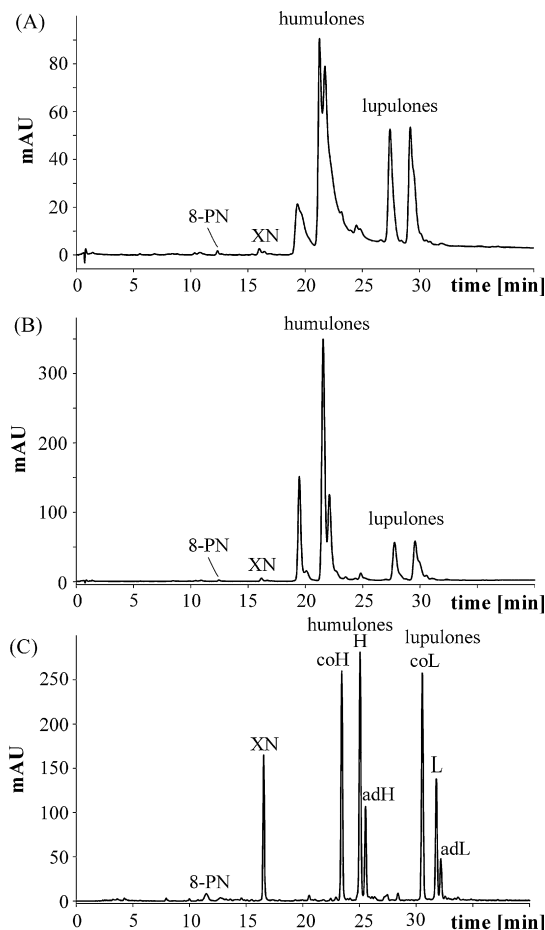 (A)
humulones
80
lupulones
60
mAU
40
20
8-PN
XN
0
0 5 10 15 20 25 30 time [min]
(B)
humulones
300
mAU
200
lupulones
100
8-PN
XN
0
0 5 10 15 20 25 30
time [min]
(C)
humulones
lupulones
H
coH
coL
250
200
XN
L
mAU
150
adH
100
adL
50
8-PN
0
0 5 10 15 20 25 30 time [min]